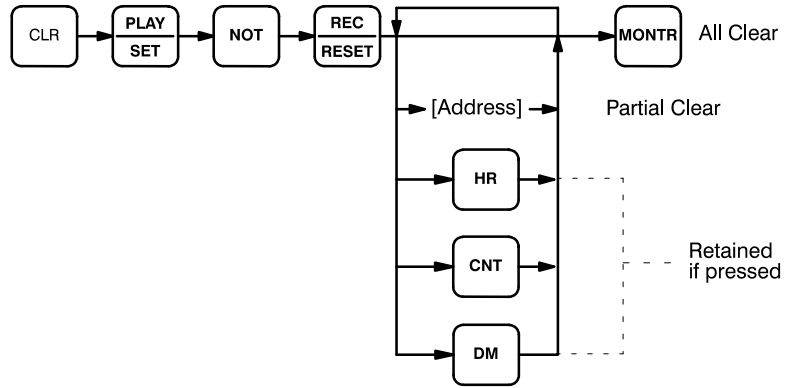 CLR
PLAY
SET
NOT
REC
RESET
MONTR
All Clear
[Address]
Partial Clear
HR
CNT
Retained
if pressed
DM